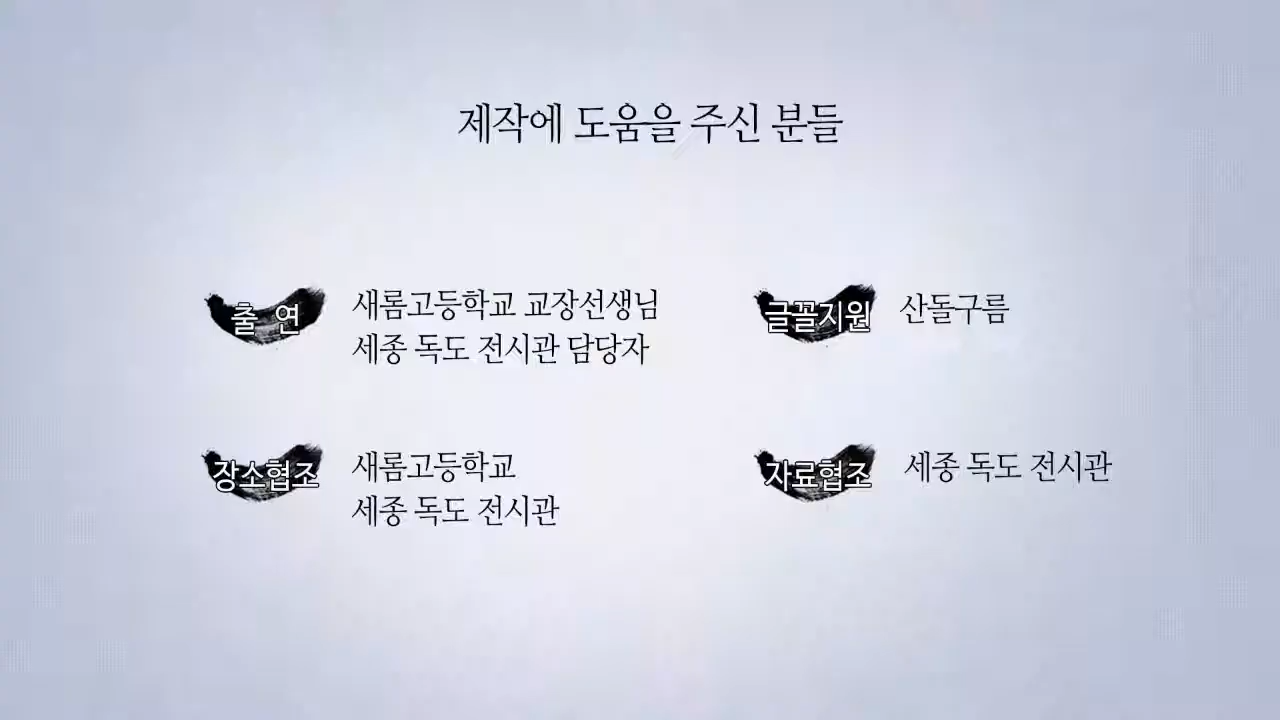 제작에 도움을 주신 분들
출 연
새롬고등학교 교장선생님
세종 독도 전시관 담당자
글꼴지원
산돌구름
장소협조
새롬고등학교
세종 독도 전시관
자료협조
세종 독도 전시관